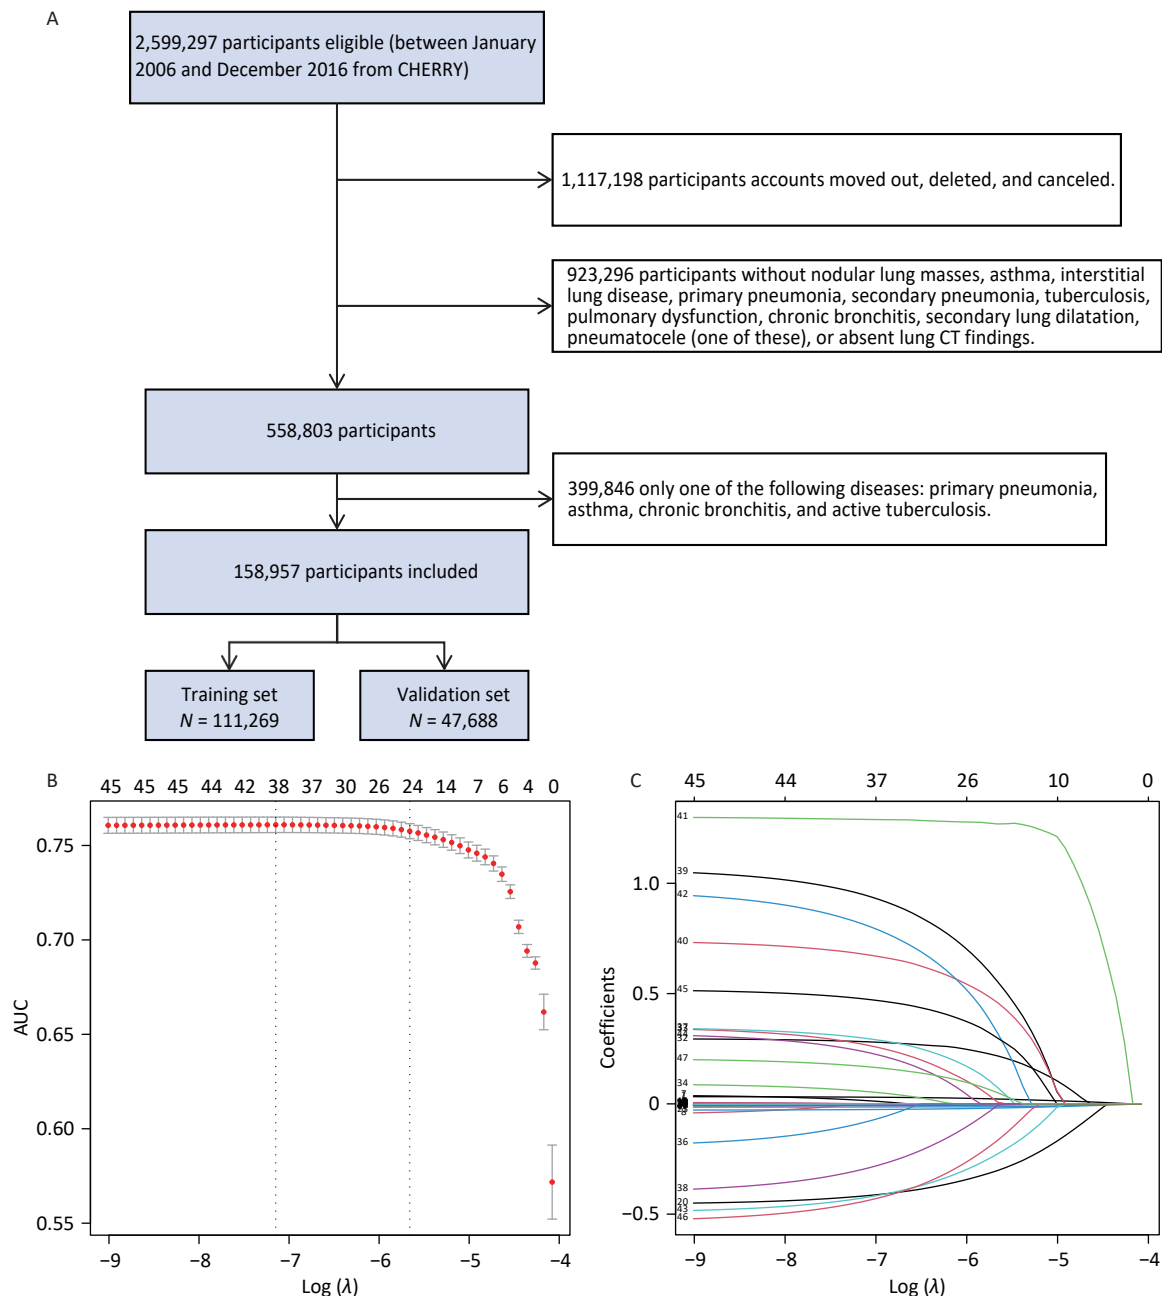 A
2,599,297 participants eligible (between January
2006 and December 2016 from CHERRY)
1,117,198 participants accounts moved out, deleted, and canceled.
923,296 participants without nodular lung masses, asthma, interstitial
lung disease, primary pneumonia, secondary pneumonia, tuberculosis,
pulmonary dysfunction, chronic bronchitis, secondary lung dilatation,
pneumatocele (one of these), or absent lung CT findings.
558,803 participants
399,846 only one of the following diseases: primary pneumonia,
asthma, chronic bronchitis, and active tuberculosis.
158,957 participants included
Training set
N = 111,269
Validation set
N = 47,688
B
45 45 45 44 42 38 37 30 26 24 14 7 6 4 0
0.75
0.70
0.65
0.60
0.55
AUC
−9 −8 −7 −6 −5 −4
Log (λ)
C
45 44 37 26 10 0
1.0
0.5
0
−0.5
Coefficients
41
39
42
40
45
32
47
34
36
38
20
43
46
−9 −8 −7 −6 −5 −4
Log (λ)